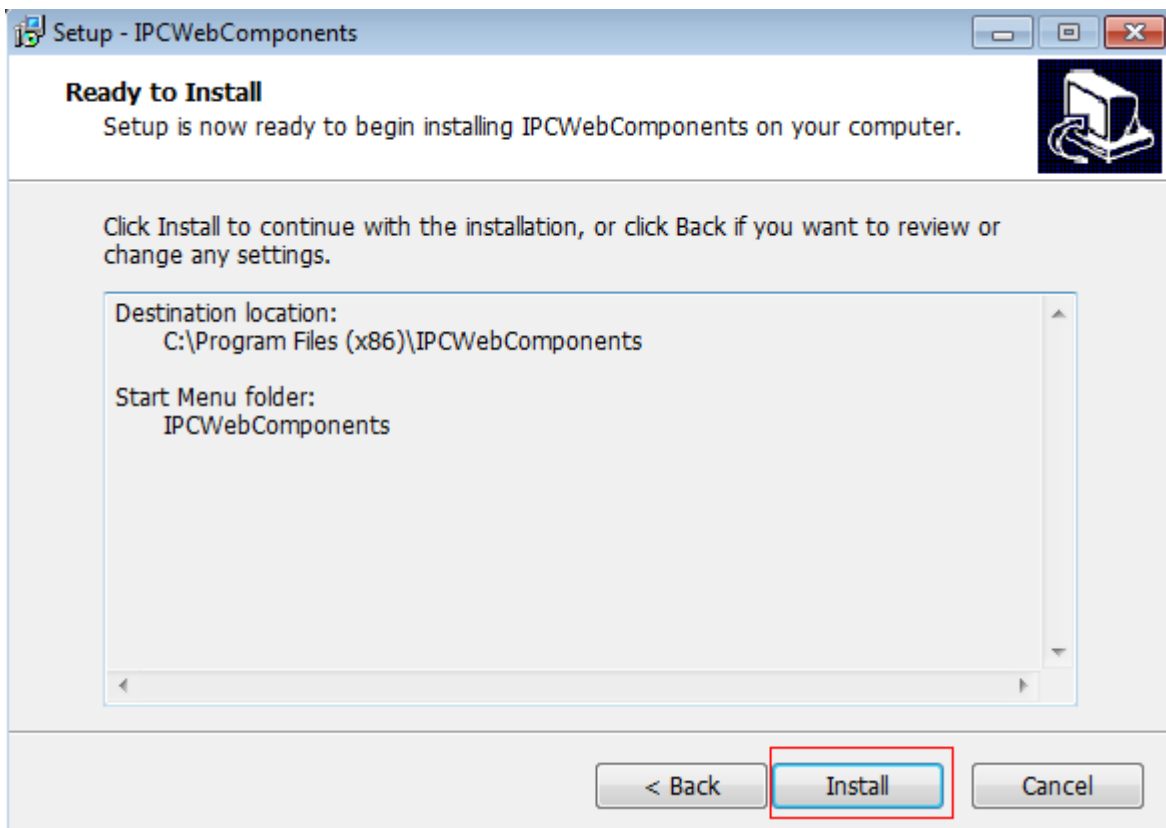 Setup - IPCWebComponents
Ready to Install
Setup is now ready to begin installing IPCWebComponents on your computer.
Click Install to continue with the installation, or click Back if you want to review or
change any settings.
Destination location:
C:\Program Files (x86)\IPCWebComponents
Start Menu folder:
IPCWebComponents
< Back
Install
Cancel